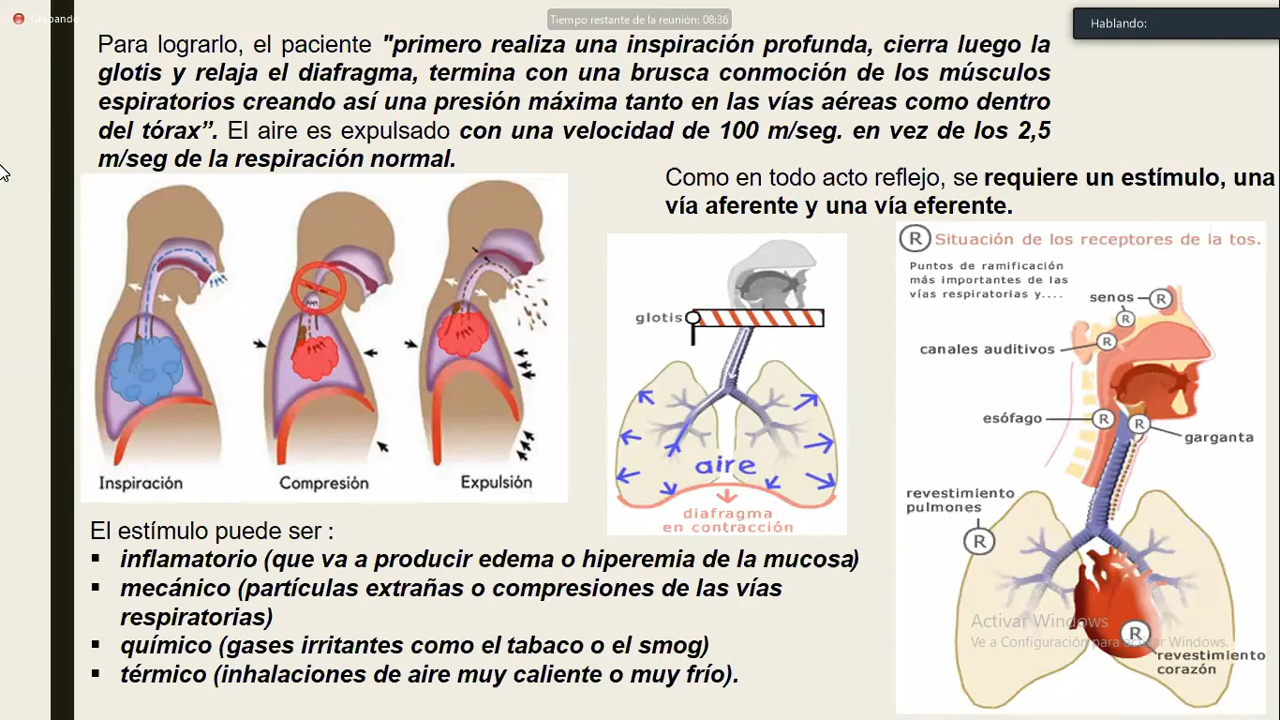 Grabando
Tiempo restante de la reunión: 08:36
Hablando:
Para lograrlo, el paciente "primero realiza una inspiración profunda, cierra luego la
glotis y relaja el diafragma, termina con una brusca conmoción de los músculos
espiratorios creando así una presión máxima tanto en las vías aéreas como dentro
del tórax”. El aire es expulsado con una velocidad de 100 m/seg. en vez de los 2,5
m/seg de la respiración normal.
Como en todo acto reflejo, se requiere un estímulo, una
vía aferente y una vía eferente.
Inspiración
Compresión
Expulsión
glotis
aire
diafragma
en contracción
R Situación de los receptores de la tos.
Puntos de ramificación
más importantes de las
vías respiratorias y....
senos R
R
canales auditivos R
esófago R
R
garganta
revestimiento
pulmones
R
R
revestimiento
corazón
El estímulo puede ser :
▪ inflamatorio (que va a producir edema o hiperemia de la mucosa)
▪ mecánico (partículas extrañas o compresiones de las vías
respiratorias)
▪ químico (gases irritantes como el tabaco o el smog)
▪ térmico (inhalaciones de aire muy caliente o muy frío).
Activar Windows
Ve a Configuración para activar Windows.